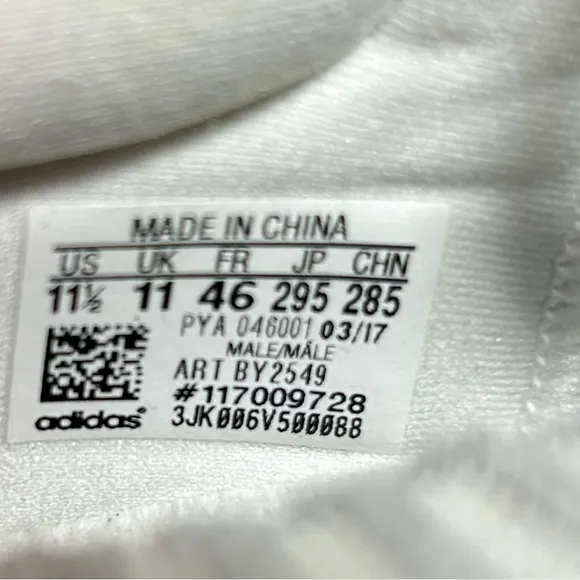 MADE IN CHINA
US UK FR JP CHN
11½ 11 46 295 285
PYA 046001 03/17
MALE/MÂLE
ART BY2549
#117009728
adidas® 3JK006V500088